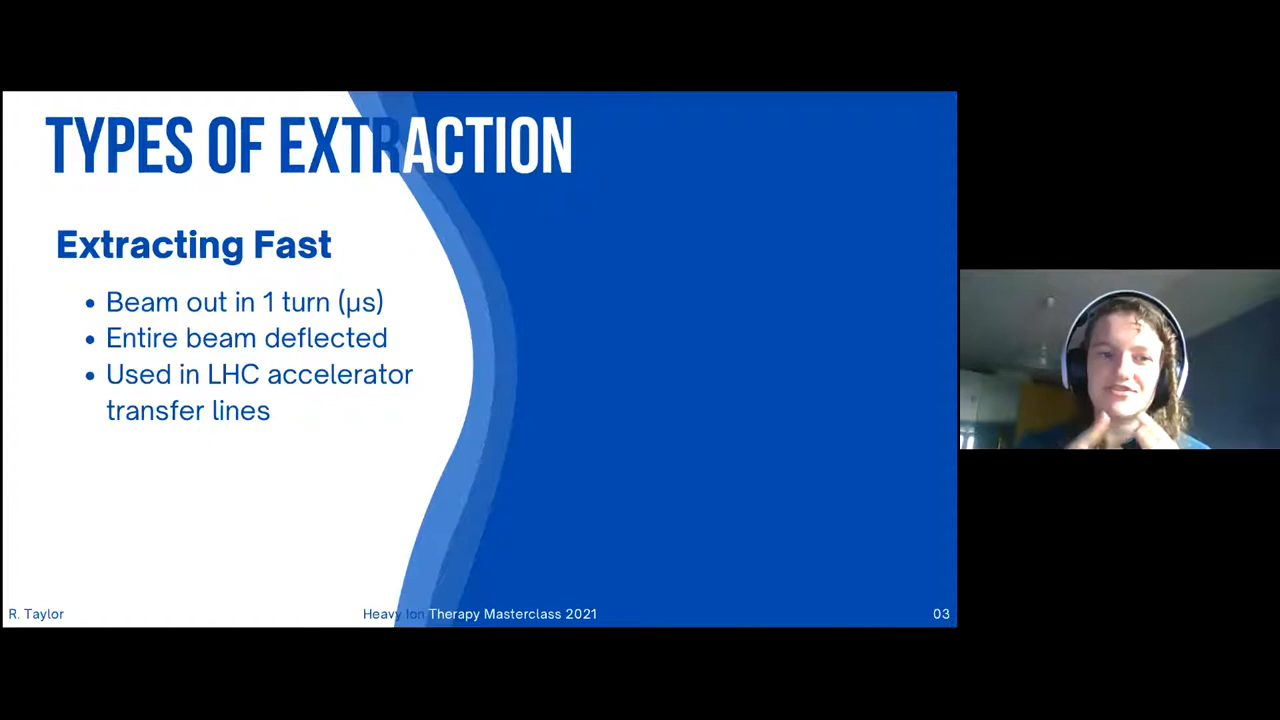 TYPES OF EXTRACTION
Extracting Fast
• Beam out in 1 turn (µs)
• Entire beam deflected
• Used in LHC accelerator
transfer lines
R. Taylor
Heavy Ion Therapy Masterclass 2021
03